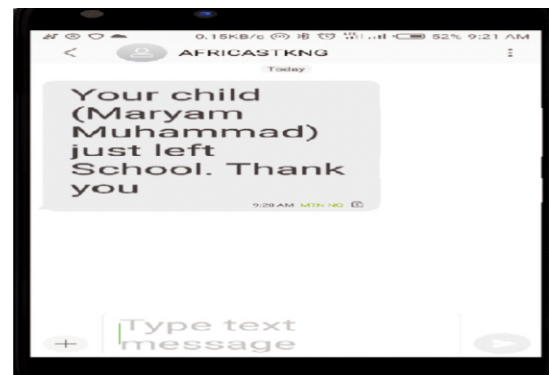 0.15KB/s 52% 9:21 AM
AFRICASTKNG
Today
Your child
(Maryam
Muhammad)
just left
School. Thank
you
9:20 AM MTN NG
Type text
message